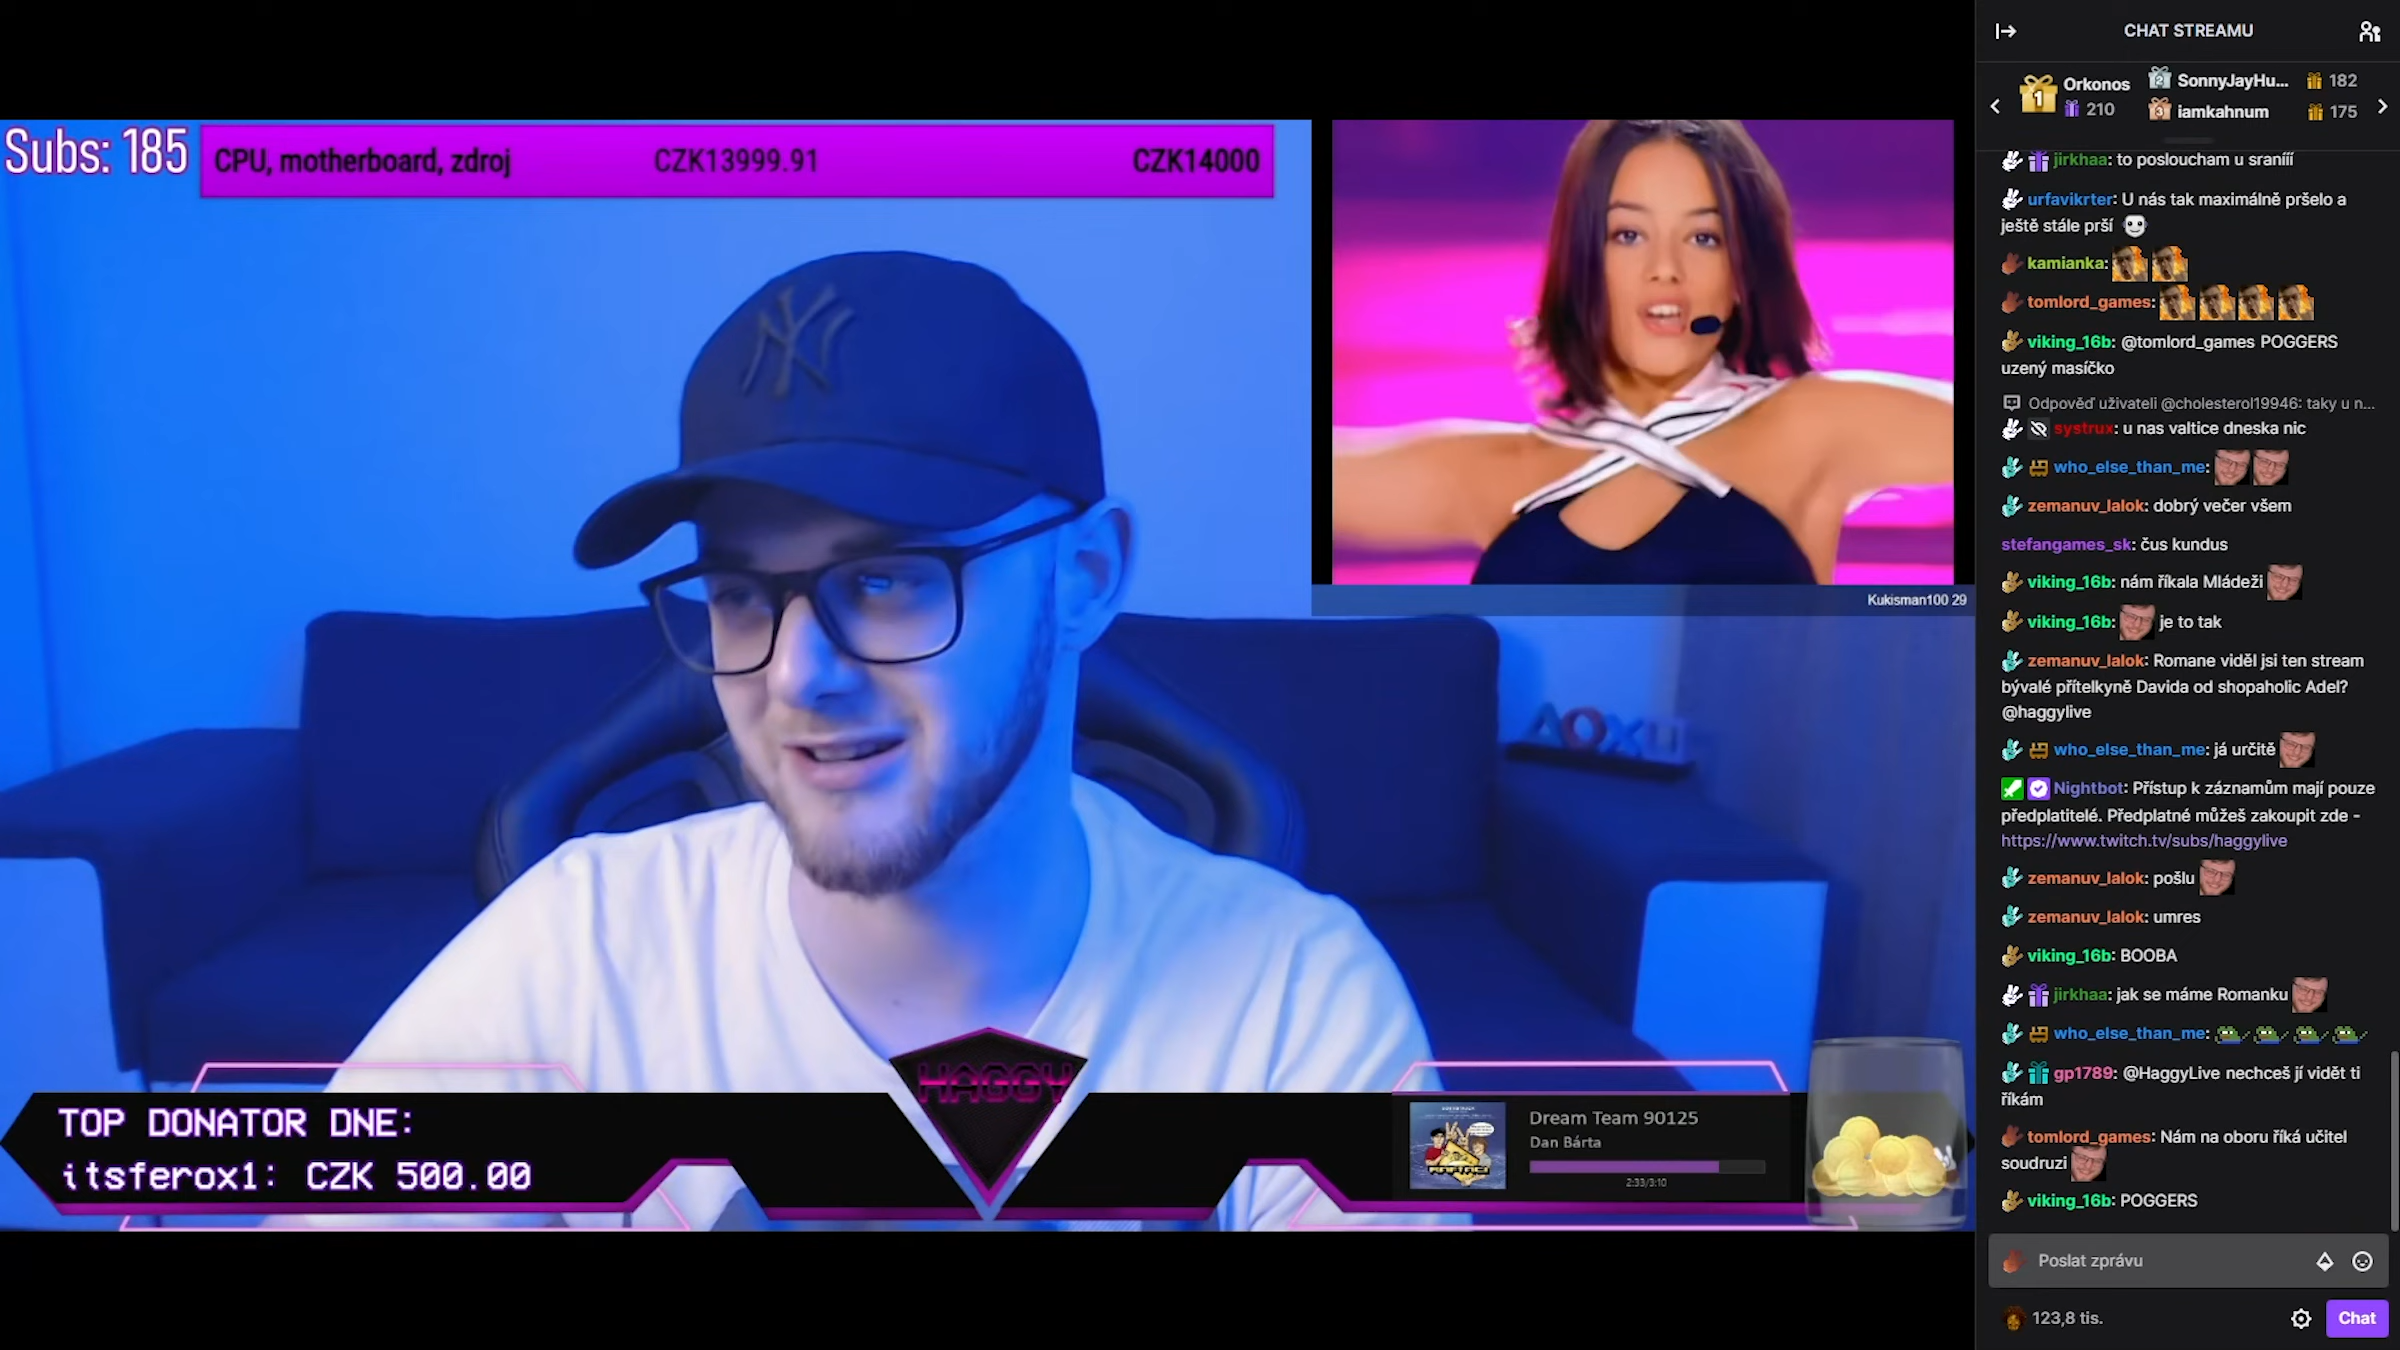 Subs: 185
CPU, motherboard, zdroj CZK13999.91 CZK14000
Kukisman100 29
HAGGY
TOP DONATOR DNE:
itsferox1: CZK 500.00
Dream Team 90125
Dan Bárta
2:33/3:10
CHAT STREAMU
1 Orkonos 210
2 SonnyJayHu... 182
3 iamkahnum 175
jirkhaa: to posloucham u sranííí
urfavikrter: U nás tak maximálně pršelo a
ještě stále prší
kamianka:
tomlord_games:
viking_16b: @tomlord_games POGGERS
uzený masíčko
Odpověď uživateli @cholesterol19946: taky u n...
systrux: u nas valtice dneska nic
who_else_than_me:
zemanuv_lalok: dobrý večer všem
stefangames_sk: čus kundus
viking_16b: nám říkala Mládeži
viking_16b: je to tak
zemanuv_lalok: Romane viděl jsi ten stream
bývalé přítelkyně Davida od shopaholic Adel?
@haggylive
who_else_than_me: já určitě
Nightbot: Přístup k záznamům mají pouze
předplatitelé. Předplatné můžeš zakoupit zde -
https://www.twitch.tv/subs/haggylive
zemanuv_lalok: pošlu
zemanuv_lalok: umres
viking_16b: BOOBA
jirkhaa: jak se máme Romanku
who_else_than_me:
gp1789: @HaggyLive nechceš jí vidět ti
říkám
tomlord_games: Nám na oboru říká učitel
soudruzi
viking_16b: POGGERS
Poslat zprávu
123,8 tis.
Chat